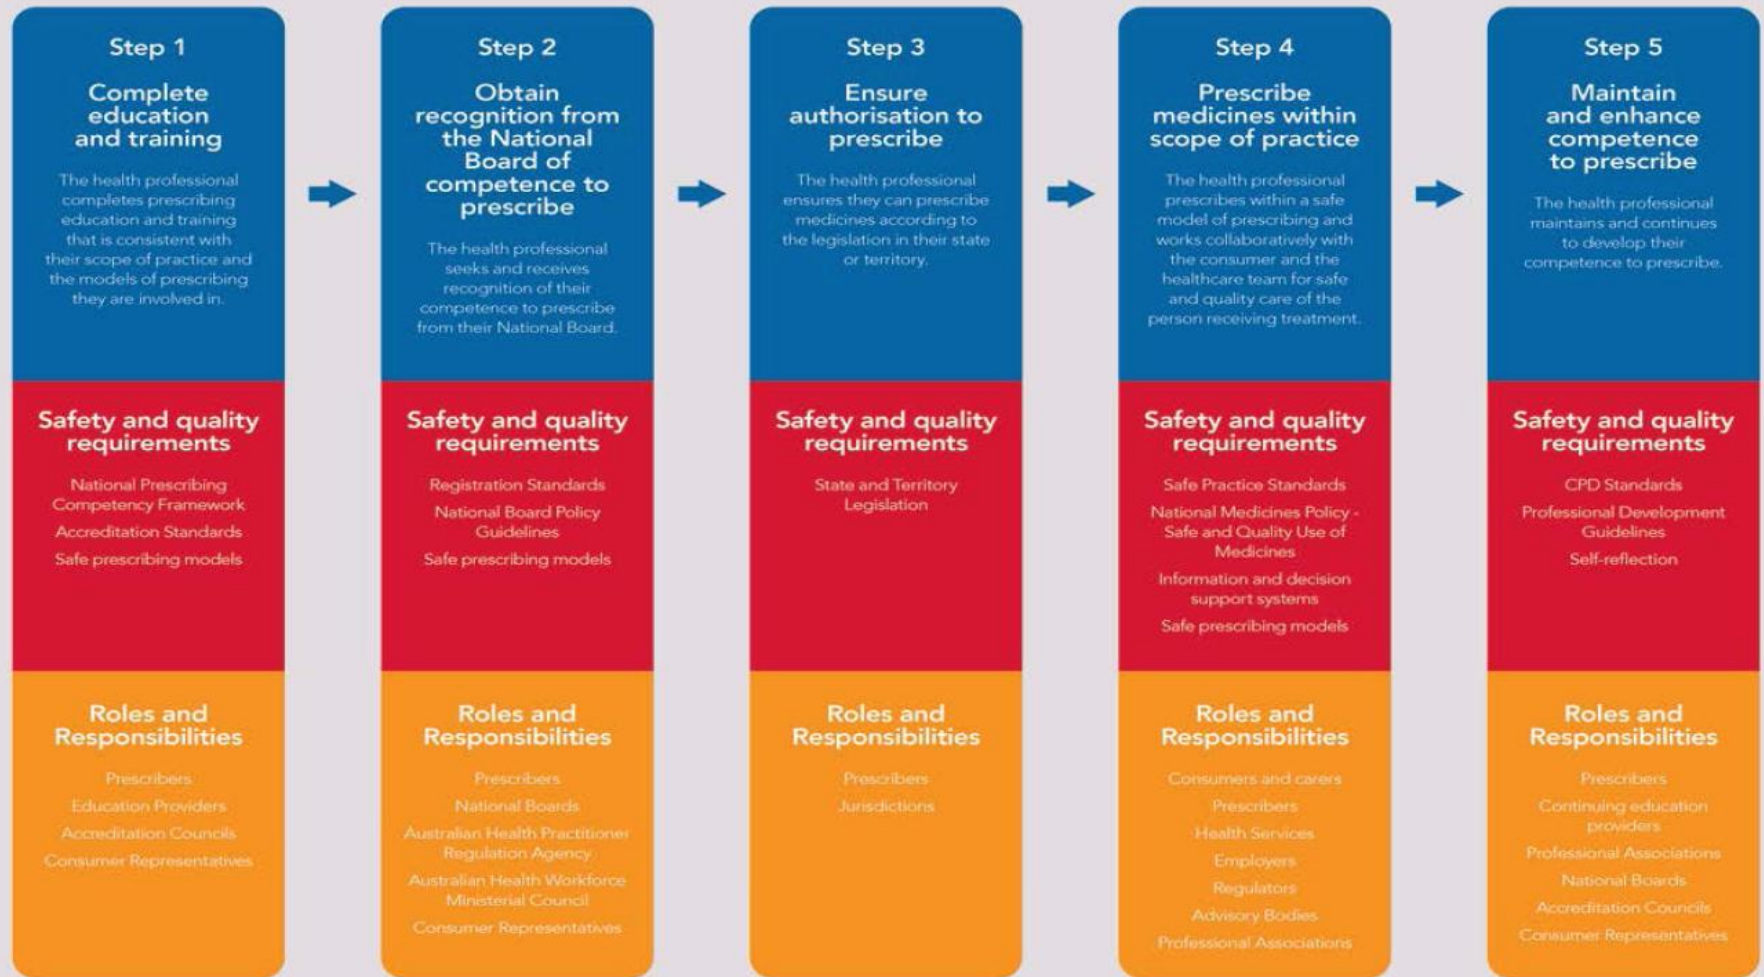 Step 1
Complete
education
and training
The health professional
completes prescribing
education and training
that is consistent with
their scope of practice and
the models of prescribing
they are involved in.
Safety and quality
requirements
National Prescribing
Competency Framework
Accreditation Standards
Safe prescribing models
Roles and
Responsibilities
Prescribers
Education Providers
Accreditation Councils
Consumer Representatives
Step 2
Obtain
recognition from
the National
Board of
competence to
prescribe
The health professional
seeks and receives
recognition of their
competence to prescribe
from their National Board.
Safety and quality
requirements
Registration Standards
National Board Policy
Guidelines
Safe prescribing models
Roles and
Responsibilities
Prescribers
National Boards
Australian Health Practitioner
Regulation Agency
Australian Health Workforce
Ministerial Council
Consumer Representatives
Step 3
Ensure
authorisation to
prescribe
The health professional
ensures they can prescribe
medicines according to
the legislation in their state
or territory.
Safety and quality
requirements
State and Territory
Legislation
Roles and
Responsibilities
Prescribers
Jurisdictions
Step 4
Prescribe
medicines within
scope of practice
The health professional
prescribes within a safe
model of prescribing and
works collaboratively with
the consumer and the
healthcare team for safe
and quality care of the
person receiving treatment.
Safety and quality
requirements
Safe Practice Standards
National Medicines Policy -
Safe and Quality Use of
Medicines
Information and decision
support systems
Safe prescribing models
Roles and
Responsibilities
Consumers and carers
Prescribers
Health Services
Employers
Regulators
Advisory Bodies
Professional Associations
Step 5
Maintain
and enhance
competence
to prescribe
The health professional
maintains and continues
to develop their
competence to prescribe.
Safety and quality
requirements
CPD Standards
Professional Development
Guidelines
Self-reflection
Roles and
Responsibilities
Prescribers
Continuing education
providers
Professional Associations
National Boards
Accreditation Councils
Consumer Representatives